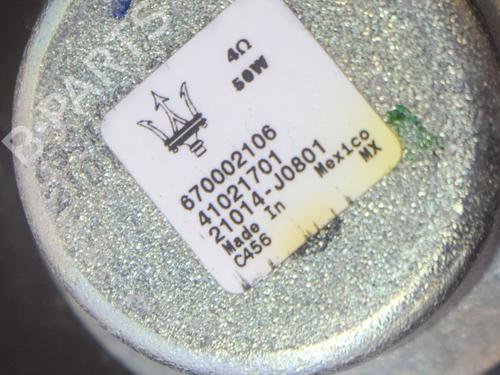 4Ω
50W
670002106
41021701
21014-J0801
Made In Mexico
C456
MX
B-PARTS